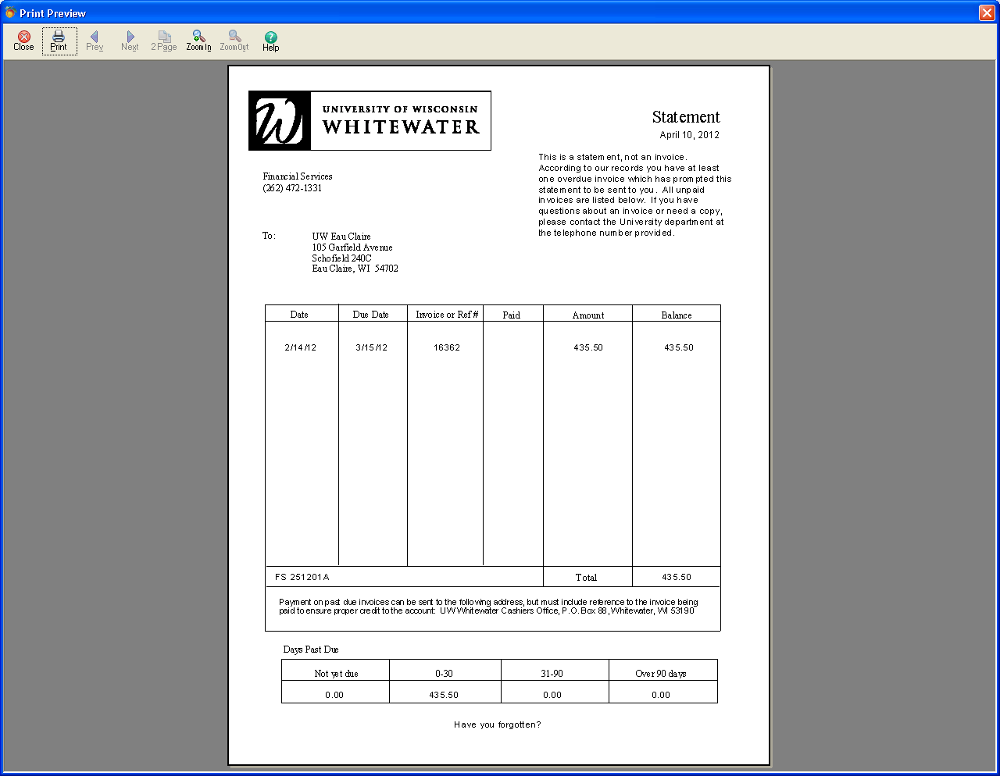 Print Preview
Close Print Prev Next 2 Page Zoom In Zoom Out Help
W UNIVERSITY OF WISCONSIN
WHITEWATER
Statement
April 10, 2012
This is a statement, not an invoice.
According to our records you have at least
one overdue invoice which has prompted this
statement to be sent to you. All unpaid
invoices are listed below. If you have
questions about an invoice or need a copy,
please contact the University department at
the telephone number provided.
Financial Services
(262) 472-1331
To: UW Eau Claire
105 Garfield Avenue
Schofield 240C
Eau Claire, WI 54702
Date Due Date Invoice or Ref # Paid Amount Balance
2/14/12 3/15/12 16362 435.50 435.50
FS 251201A Total 435.50
Payment on past due invoices can be sent to the following address, but must include reference to the invoice being
paid to ensure proper credit to the account: UW Whitewater Cashiers Office, P.O. Box 88, Whitewater, WI 53190
Days Past Due
Not yet due 0-30 31-90 Over 90 days
0.00 435.50 0.00 0.00
Have you forgotten?